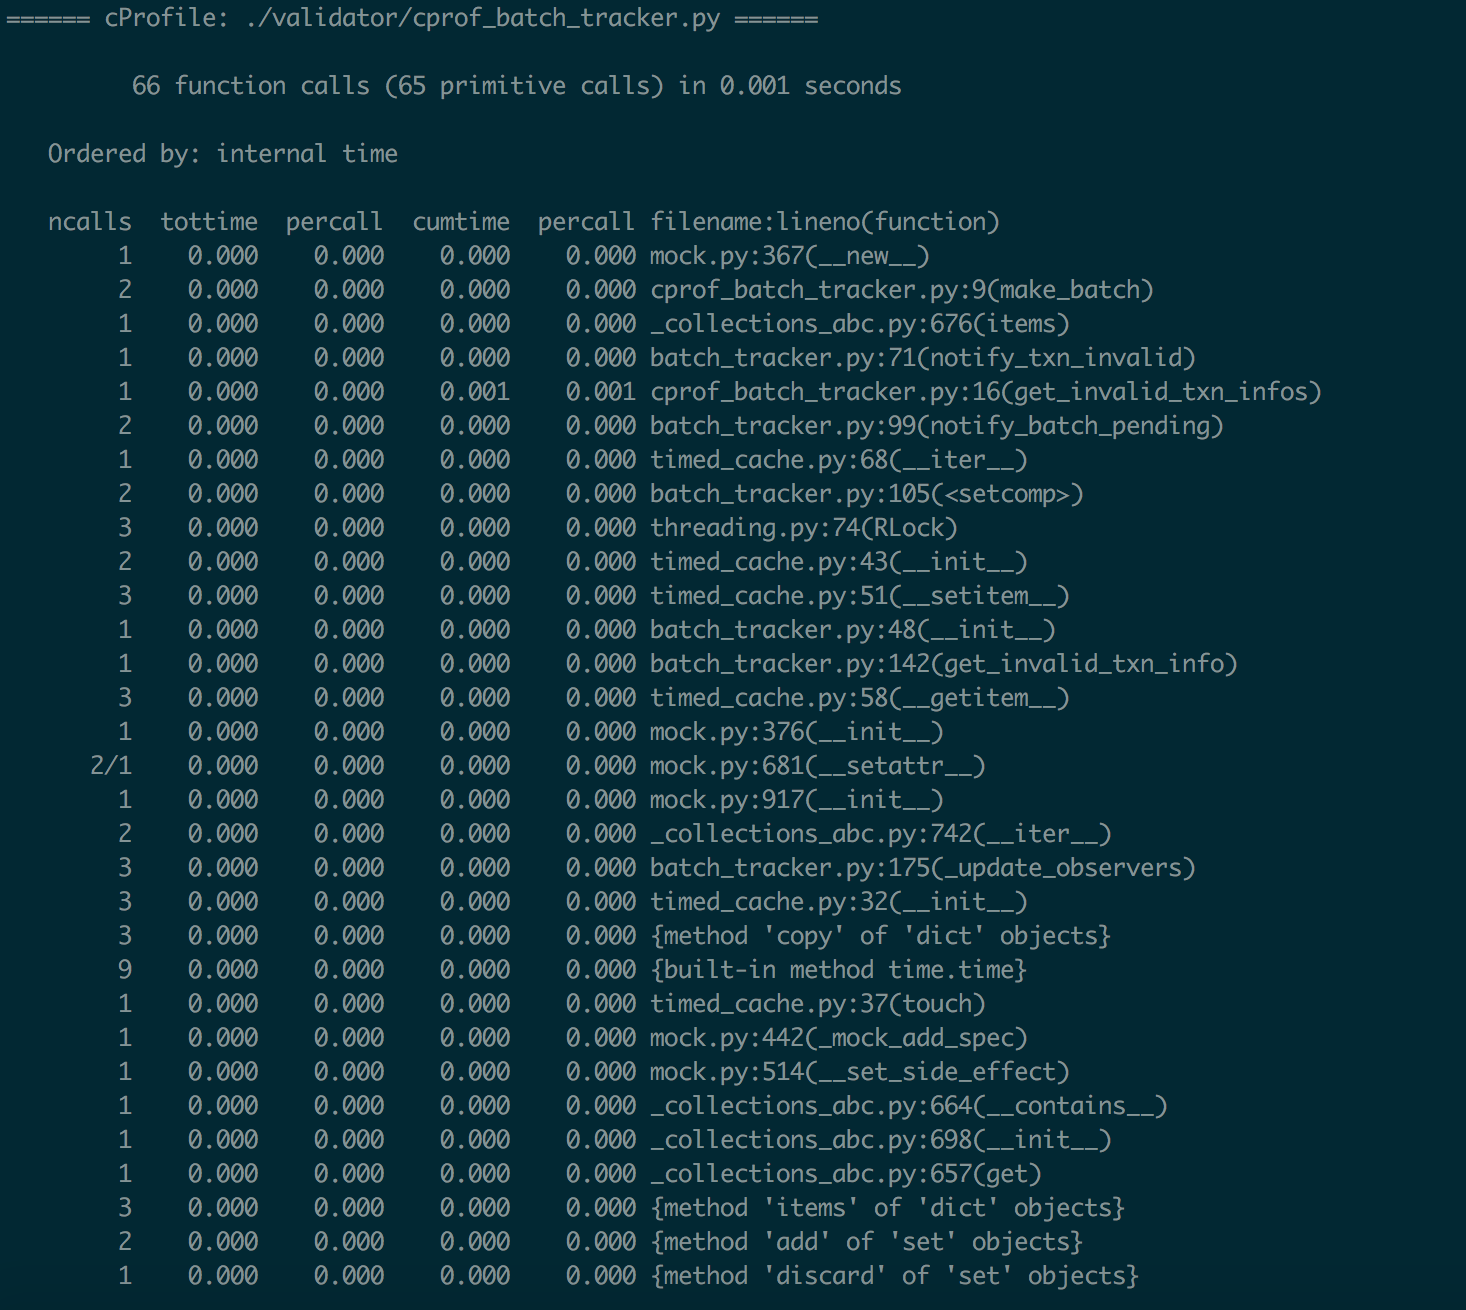 ====== cProfile: ./validator/cprof_batch_tracker.py ======
66 function calls (65 primitive calls) in 0.001 seconds
Ordered by: internal time
ncalls  tottime  percall  cumtime  percall filename:lineno(function)
1    0.000    0.000    0.000    0.000 mock.py:367(__new__)
2    0.000    0.000    0.000    0.000 cprof_batch_tracker.py:9(make_batch)
1    0.000    0.000    0.000    0.000 _collections_abc.py:676(items)
1    0.000    0.000    0.000    0.000 batch_tracker.py:71(notify_txn_invalid)
1    0.000    0.000    0.001    0.001 cprof_batch_tracker.py:16(get_invalid_txn_infos)
2    0.000    0.000    0.000    0.000 batch_tracker.py:99(notify_batch_pending)
1    0.000    0.000    0.000    0.000 timed_cache.py:68(__iter__)
2    0.000    0.000    0.000    0.000 batch_tracker.py:105(<setcomp>)
3    0.000    0.000    0.000    0.000 threading.py:74(RLock)
2    0.000    0.000    0.000    0.000 timed_cache.py:43(__init__)
3    0.000    0.000    0.000    0.000 timed_cache.py:51(__setitem__)
1    0.000    0.000    0.000    0.000 batch_tracker.py:48(__init__)
1    0.000    0.000    0.000    0.000 batch_tracker.py:142(get_invalid_txn_info)
3    0.000    0.000    0.000    0.000 timed_cache.py:58(__getitem__)
1    0.000    0.000    0.000    0.000 mock.py:376(__init__)
2/1    0.000    0.000    0.000    0.000 mock.py:681(__setattr__)
1    0.000    0.000    0.000    0.000 mock.py:917(__init__)
2    0.000    0.000    0.000    0.000 _collections_abc.py:742(__iter__)
3    0.000    0.000    0.000    0.000 batch_tracker.py:175(_update_observers)
3    0.000    0.000    0.000    0.000 timed_cache.py:32(__init__)
3    0.000    0.000    0.000    0.000 {method 'copy' of 'dict' objects}
9    0.000    0.000    0.000    0.000 {built-in method time.time}
1    0.000    0.000    0.000    0.000 timed_cache.py:37(touch)
1    0.000    0.000    0.000    0.000 mock.py:442(_mock_add_spec)
1    0.000    0.000    0.000    0.000 mock.py:514(__set_side_effect)
1    0.000    0.000    0.000    0.000 _collections_abc.py:664(__contains__)
1    0.000    0.000    0.000    0.000 _collections_abc.py:698(__init__)
1    0.000    0.000    0.000    0.000 _collections_abc.py:657(get)
3    0.000    0.000    0.000    0.000 {method 'items' of 'dict' objects}
2    0.000    0.000    0.000    0.000 {method 'add' of 'set' objects}
1    0.000    0.000    0.000    0.000 {method 'discard' of 'set' objects}